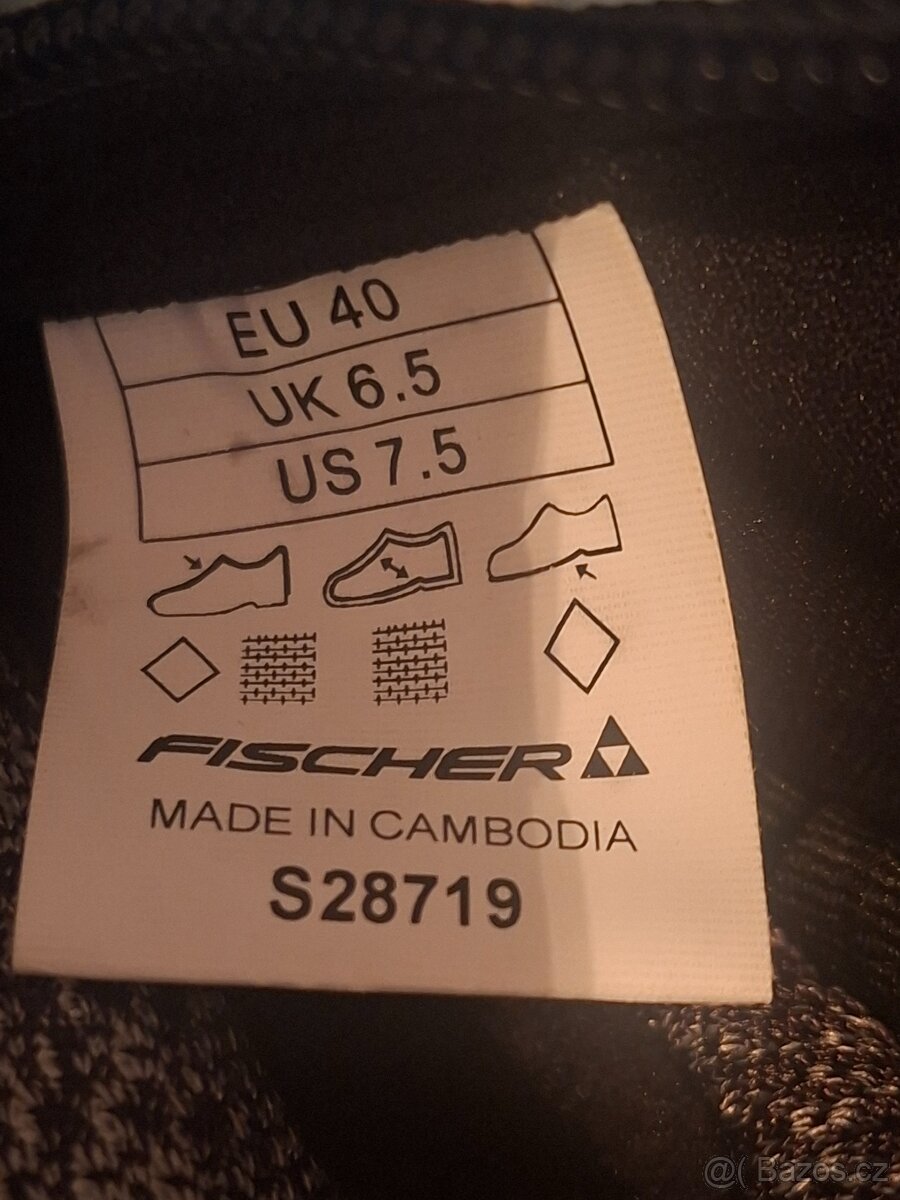 EU 40
UK 6.5
US 7.5
FISCHER
MADE IN CAMBODIA
S28719
@( Bazos.cz